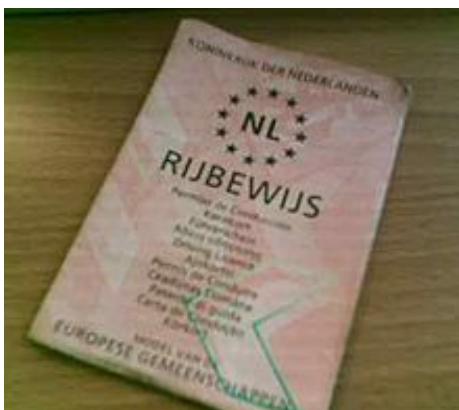 KONINKRIJK DER NEDERLANDEN
NL
RIJBEWIJS
Permiso de Conducción
Kørekort
Führerschein
Άδεια οδήγησης
Driving Licence
Ajokortti
Permis de Conduire
Ceadúnas Tiomána
Patente di guida
Carta de Condução
Körkort
MODEL VAN DE
EUROPESE GEMEENSCHAPPEN